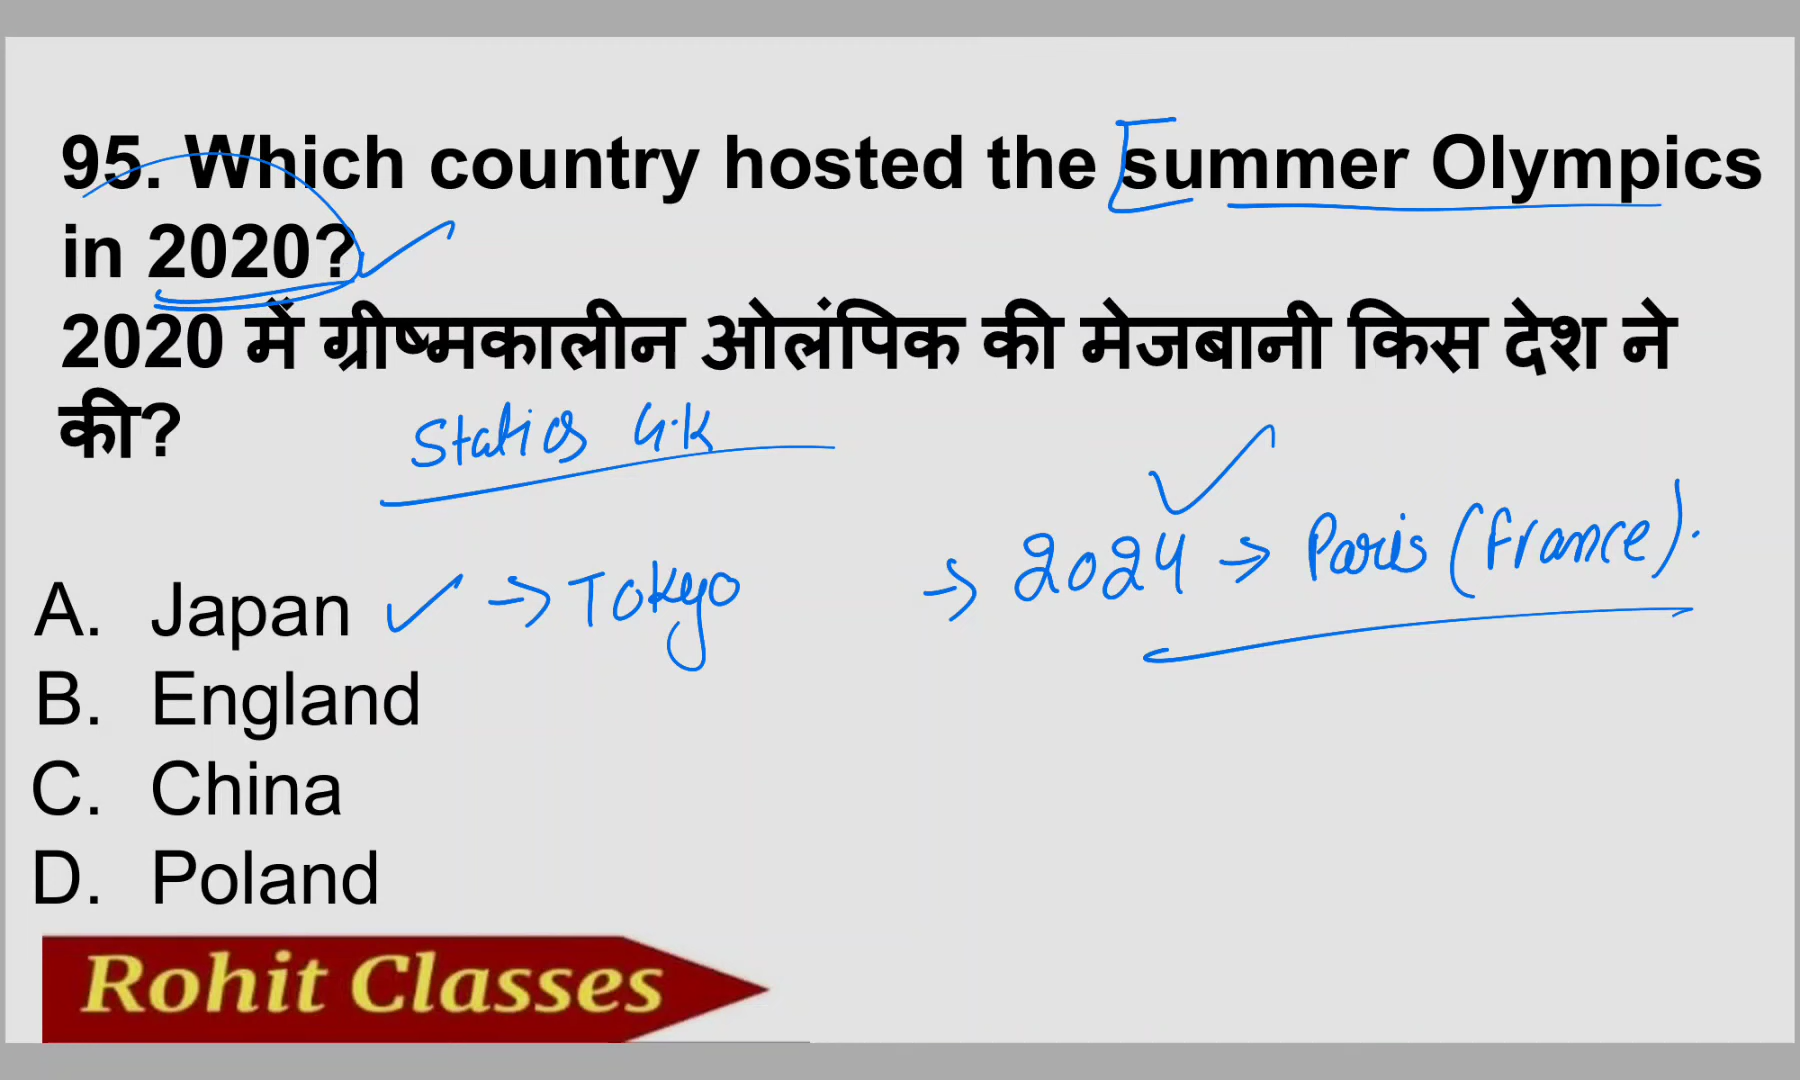 95. Which country hosted the summer Olympics
in 2020?
2020 में ग्रीष्मकालीन ओलंपिक की मेजबानी किस देश ने
की?
Statics G.K
2024 → Paris (France).
A. Japan ✓ → Tokyo
B. England
C. China
D. Poland
Rohit Classes